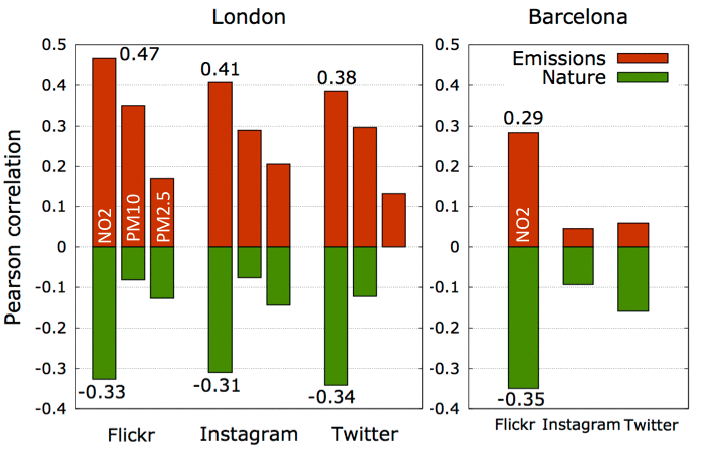 London
Barcelona
Pearson correlation
0.5
0.4
0.3
0.2
0.1
0
-0.1
-0.2
-0.3
-0.4
0.47
0.41
0.38
NO2
PM10
PM2.5
-0.33
-0.31
-0.34
Flickr
Instagram
Twitter
0.5
0.4
0.3
0.2
0.1
0
-0.1
-0.2
-0.3
-0.4
Emissions
Nature
0.29
NO2
-0.35
Flickr
Instagram
Twitter